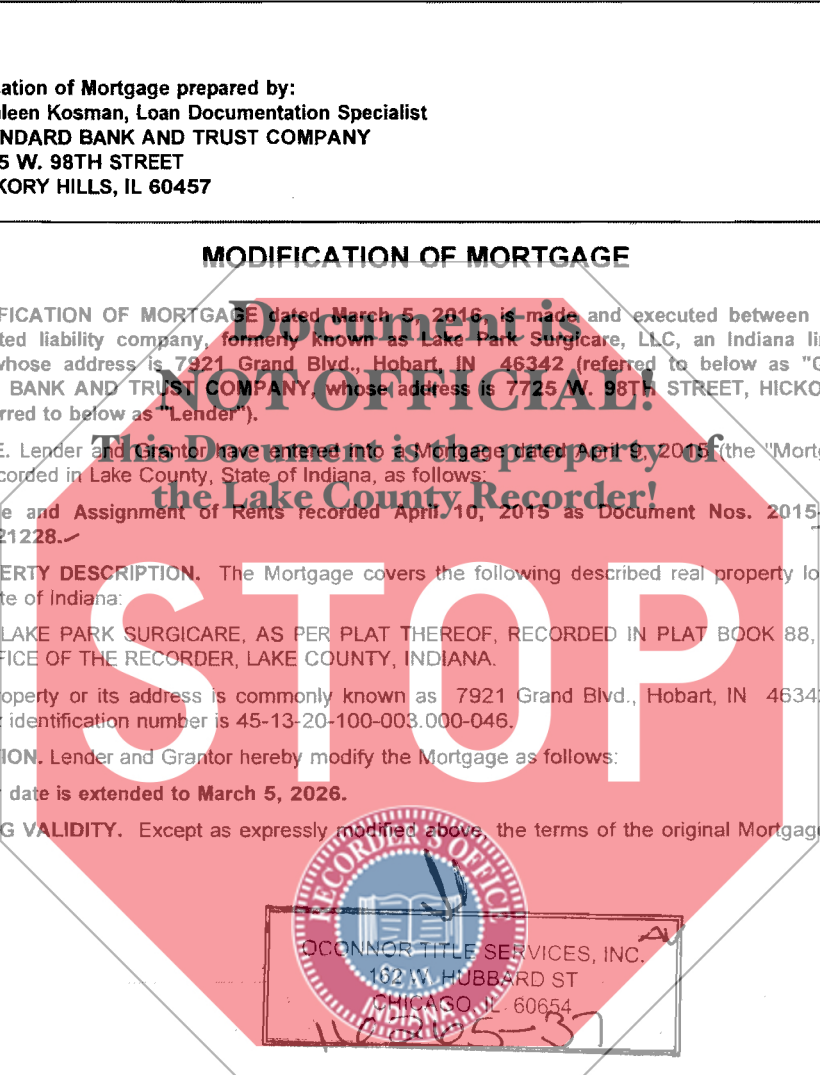 ation of Mortgage prepared by:
leen Kosman, Loan Documentation Specialist
NDARD BANK AND TRUST COMPANY
5 W. 98TH STREET
KORY HILLS, IL 60457
MODIFICATION OF MORTGAGE
FICATION OF MORTGAGE dated March 5, 2016, is made and executed between
ted liability company, formerly known as Lake Park Surgicare, LLC, an Indiana li
whose address is 7921 Grand Blvd., Hobart, IN 46342 (referred to below as "G
BANK AND TRUST COMPANY, whose address is 7725 W. 98TH STREET, HICKO
rred to below as "Lender").
E. Lender and Grantor have entered into a Mortgage dated April 9, 2015 (the "Mort
corded in Lake County, State of Indiana, as follows:
e and Assignment of Rents recorded April 10, 2015 as Document Nos. 2015-
21228.
ERTY DESCRIPTION. The Mortgage covers the following described real property lo
te of Indiana:
LAKE PARK SURGICARE, AS PER PLAT THEREOF, RECORDED IN PLAT BOOK 88,
FICE OF THE RECORDER, LAKE COUNTY, INDIANA.
operty or its address is commonly known as 7921 Grand Blvd., Hobart, IN 4634
identification number is 45-13-20-100-003.000-046.
ION. Lender and Grantor hereby modify the Mortgage as follows:
date is extended to March 5, 2026.
G VALIDITY. Except as expressly modified above, the terms of the original Mortgag
Document is
NOT OFFICIAL!
This Document is the property of
the Lake County Recorder!
STOP
RECORDER'S OFFICE
INDIANA
OCONNOR TITLE SERVICES, INC.
162 W. HUBBARD ST
CHICAGO IL 60654